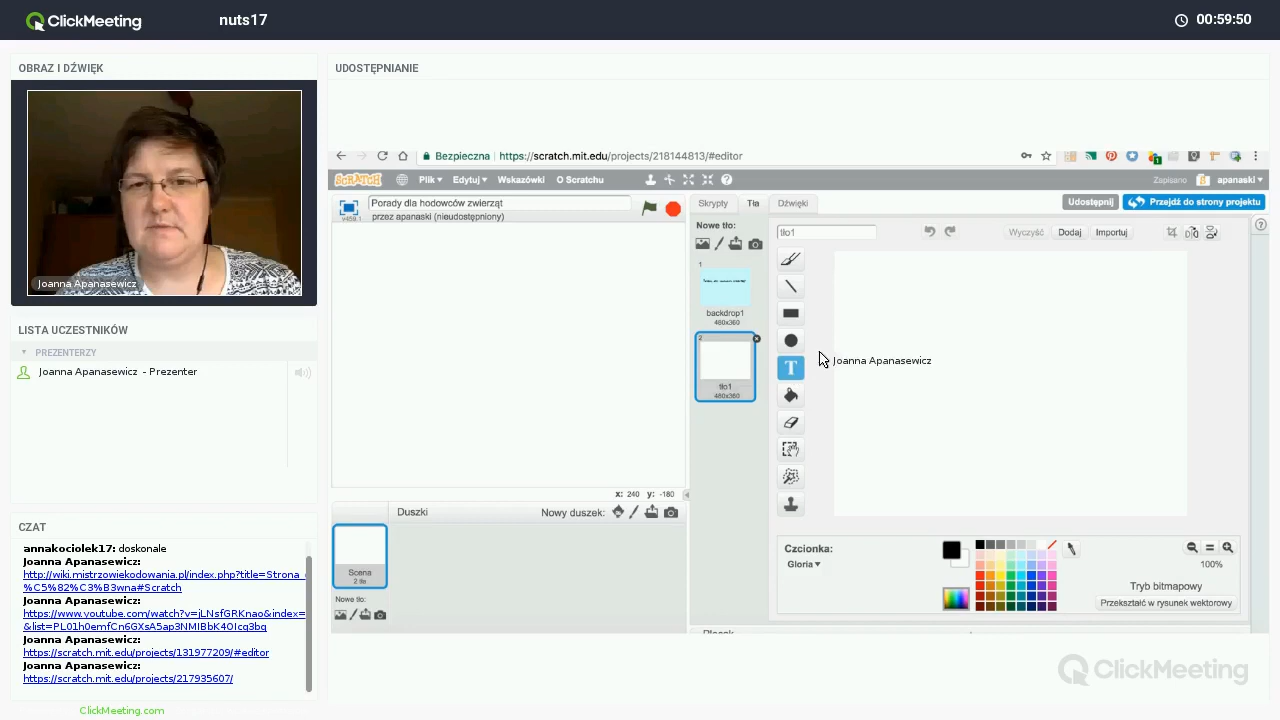 ClickMeeting
nuts17
00:59:50
OBRAZ I DŹWIĘK
UDOSTĘPNIANIE
Joanna Apanasewicz
LISTA UCZESTNIKÓW
PREZENTERZY
Joanna Apanasewicz - Prezenter
CZAT
annakociolek17: doskonale
Joanna Apanasewicz:
http://wiki.mistrzowiekodowania.pl/index.php?title=Strona_
%C5%82%C3%B3wna#Scratch
Joanna Apanasewicz:
https://www.youtube.com/watch?v=jLNsfGRKnao&index=
&list=PL01h0emfCn6GXsA5ap3NMIBbK4OIcq3bq
Joanna Apanasewicz:
https://scratch.mit.edu/projects/131977209/#editor
Joanna Apanasewicz:
https://scratch.mit.edu/projects/217935607/
ClickMeeting.com
Bezpieczna https://scratch.mit.edu/projects/218144813/#editor
SCRATCH Plik Edytuj Wskazówki O Scratchu Zapisano apanaski
Porady dla hodowców zwierząt
przez apanaski (nieudostępniony)
v459.1
Skrypty Tła Dźwięki
Udostępnij Przejdź do strony projektu
Nowe tło:
tło1
Wyczyść Dodaj Importuj
1
backdrop1
480x360
2
tło1
480x360
Joanna Apanasewicz
T
x: 240 y: -180
Duszki Nowy duszek:
Scena
2 tła
Nowe tło:
Czcionka:
Gloria
100%
Tryb bitmapowy
Przekształć w rysunek wektorowy
ClickMeeting